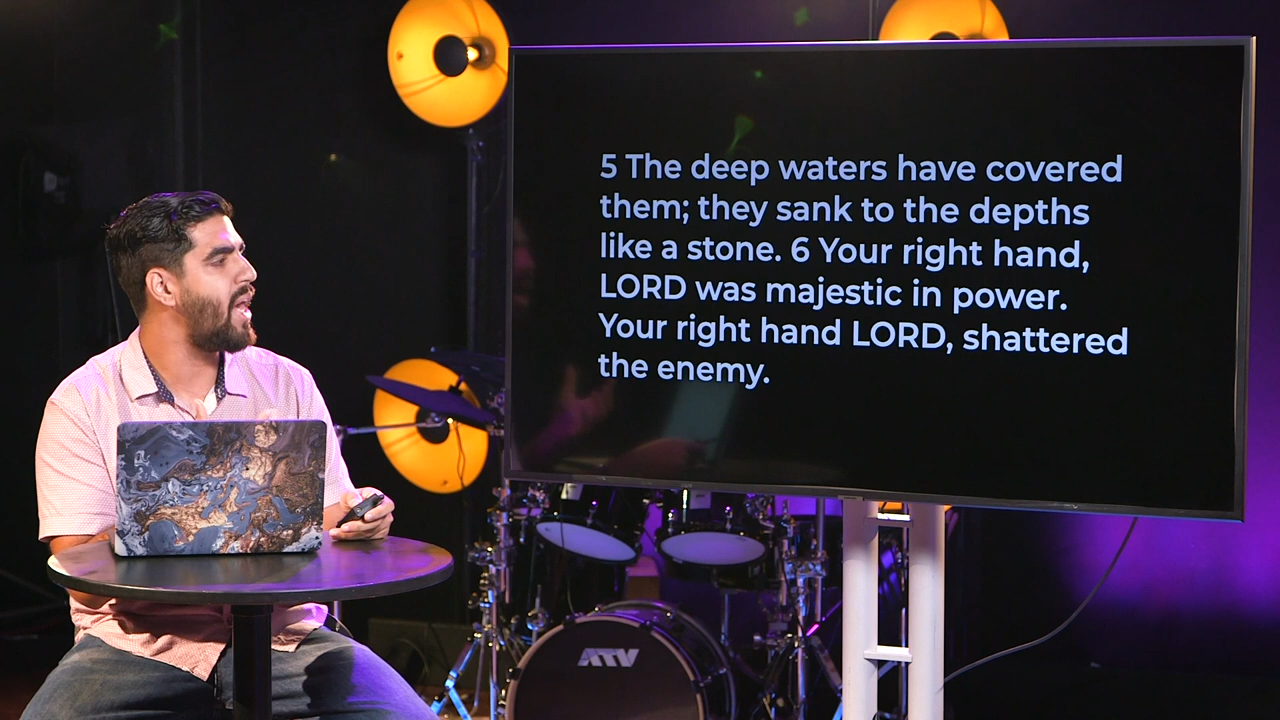 5 The deep waters have covered
them; they sank to the depths
like a stone. 6 Your right hand,
LORD was majestic in power.
Your right hand LORD, shattered
the enemy.
ATV